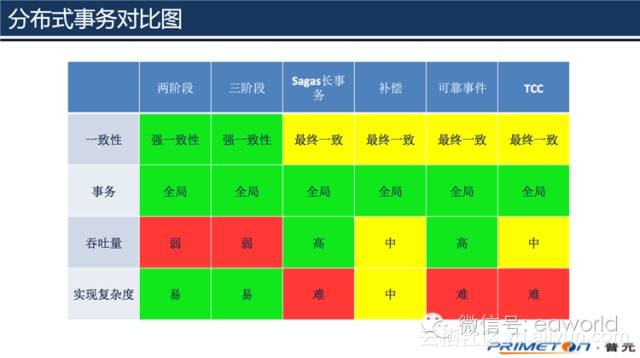 分布式事务对比图
两阶段 三阶段 Sagas长事务 补偿 可靠事件 TCC
一致性 强一致性 强一致性 最终一致 最终一致 最终一致 最终一致
事务 全局 全局 全局 全局 全局 全局
吞吐量 弱 弱 高 中 高 中
实现复杂度 易 易 难 中 难 难
微信号: edworld
PRIMETON 普元